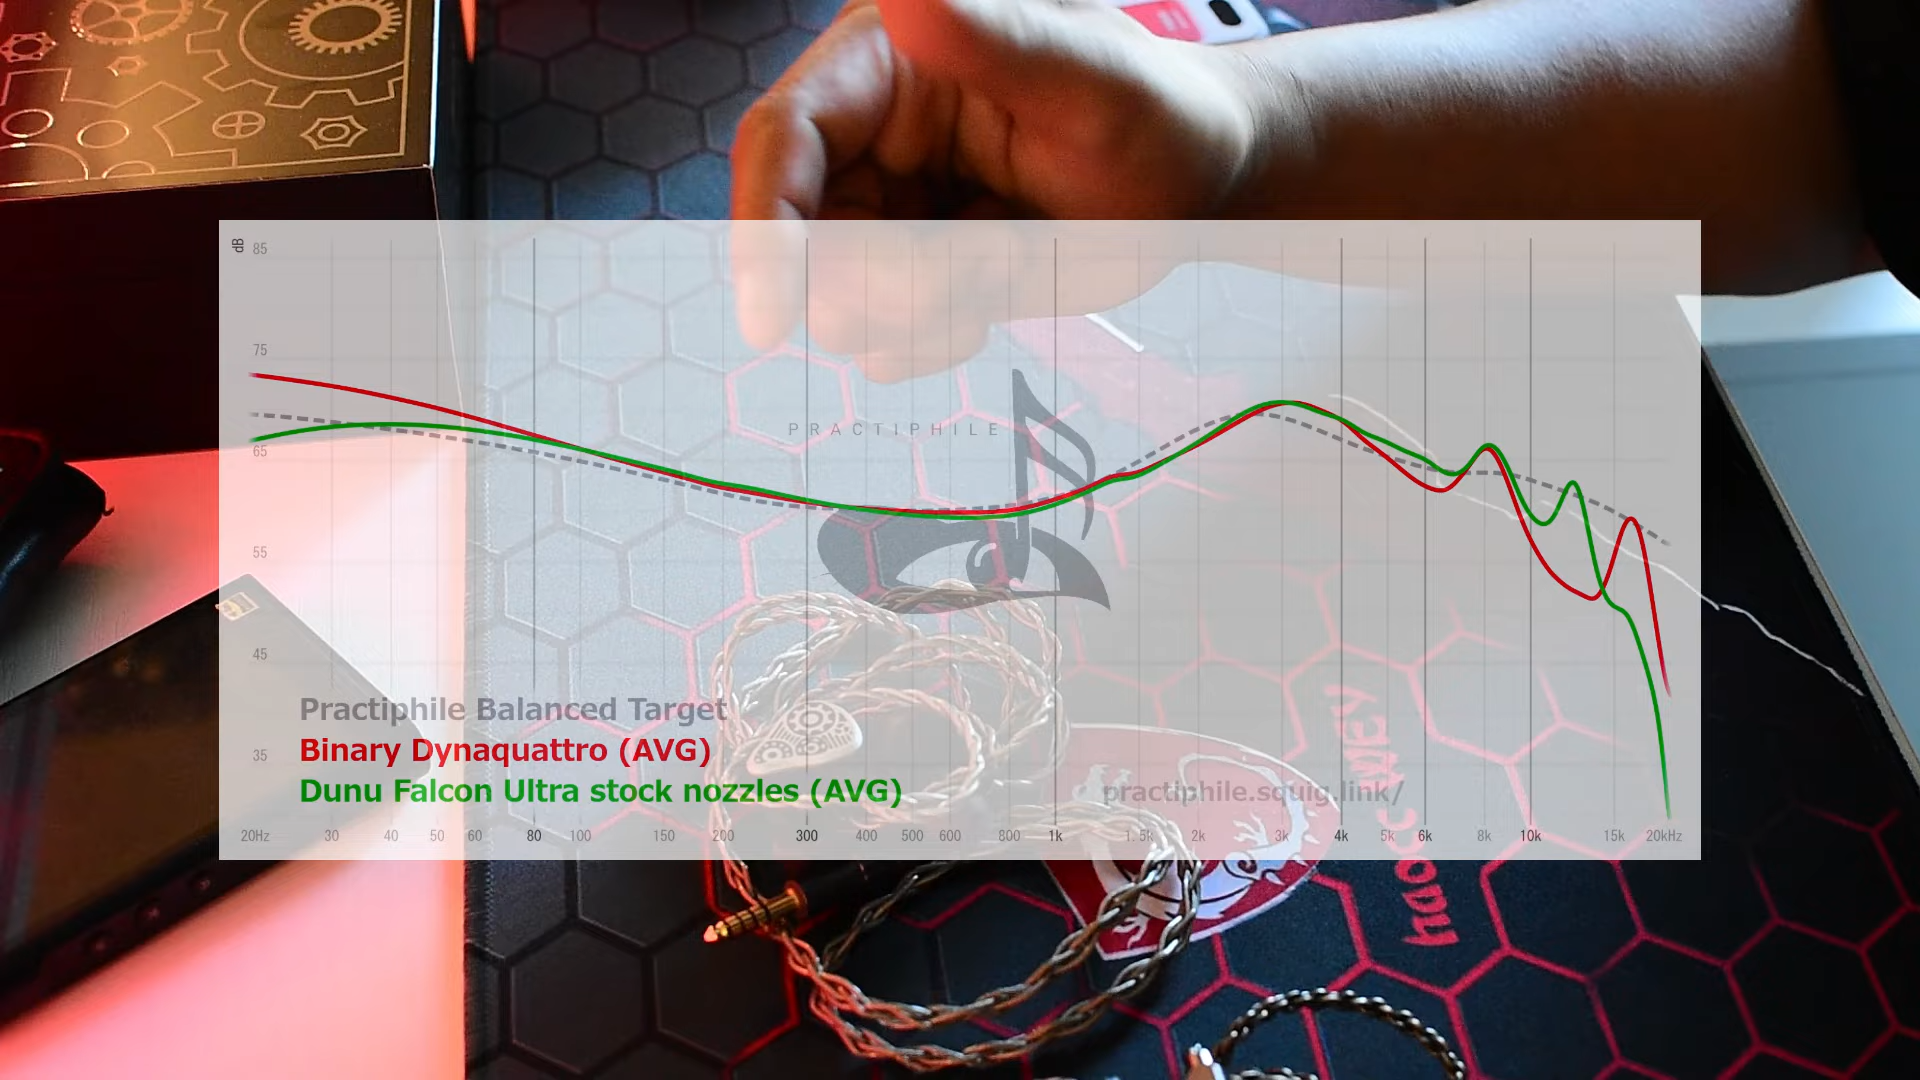 dB
85
75
65
55
45
35
PRACTIPHILE
Practiphile Balanced Target
Binary Dynaquattro (AVG)
Dunu Falcon Ultra stock nozzles (AVG)
practiphile.squig.link/
20Hz 30 40 50 60 80 100 150 200 300 400 500 600 800 1k 1.5k 2k 3k 4k 5k 6k 8k 10k 15k 20kHz